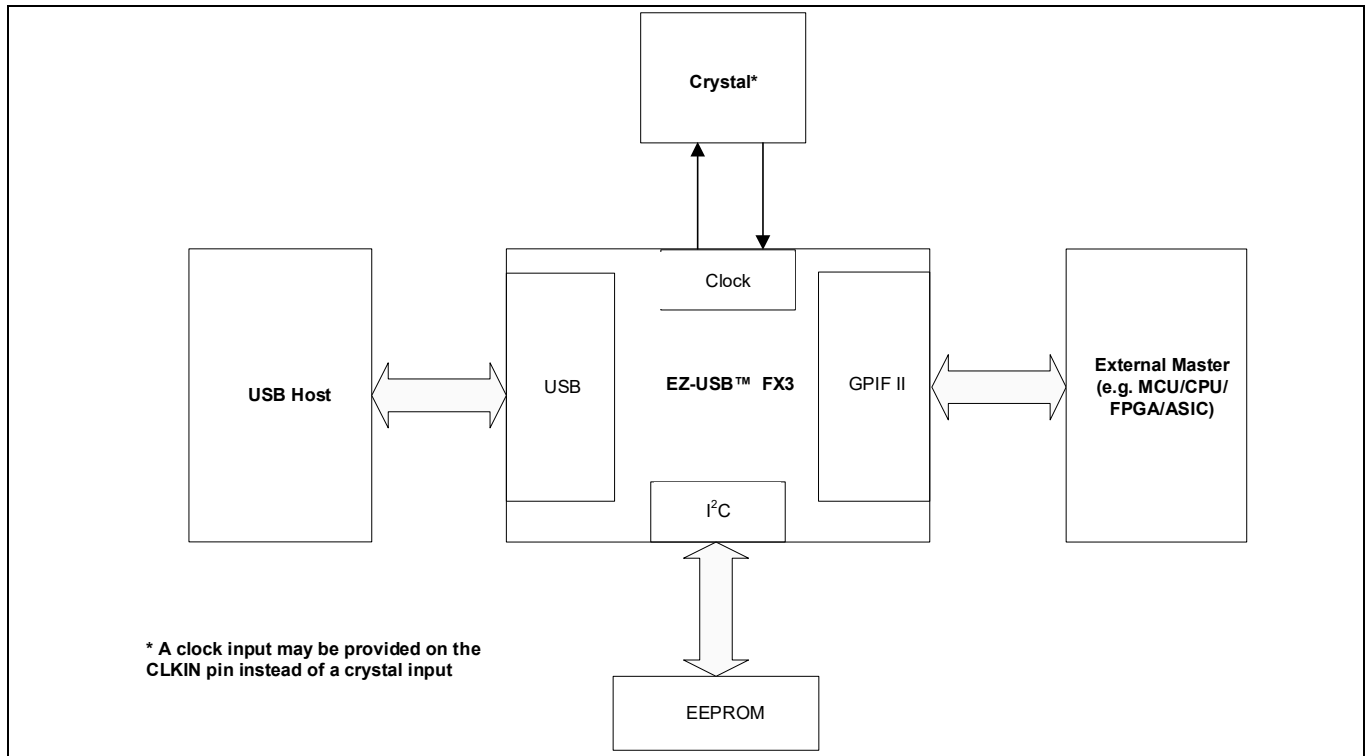 Crystal*
Clock
USB Host
USB
EZ-USB™ FX3
GPIF II
External Master
(e.g. MCU/CPU/
FPGA/ASIC)
I²C
* A clock input may be provided on the
CLKIN pin instead of a crystal input
EEPROM